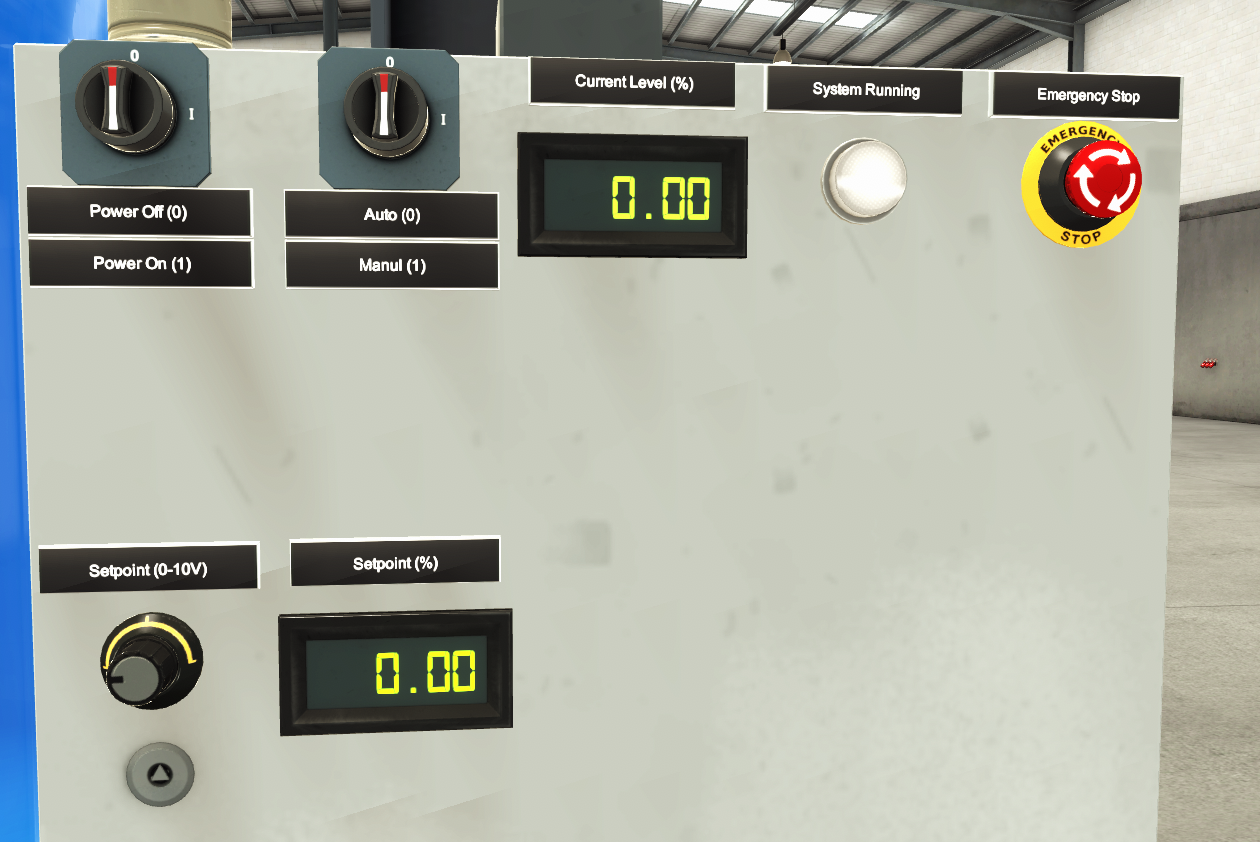 0
I
0
I
Current Level (%)
System Running
Emergency Stop
EMERGENC
STOP
Power Off (0)
Power On (1)
Auto (0)
Manul (1)
0.00
Setpoint (0-10V)
Setpoint (%)
0.00